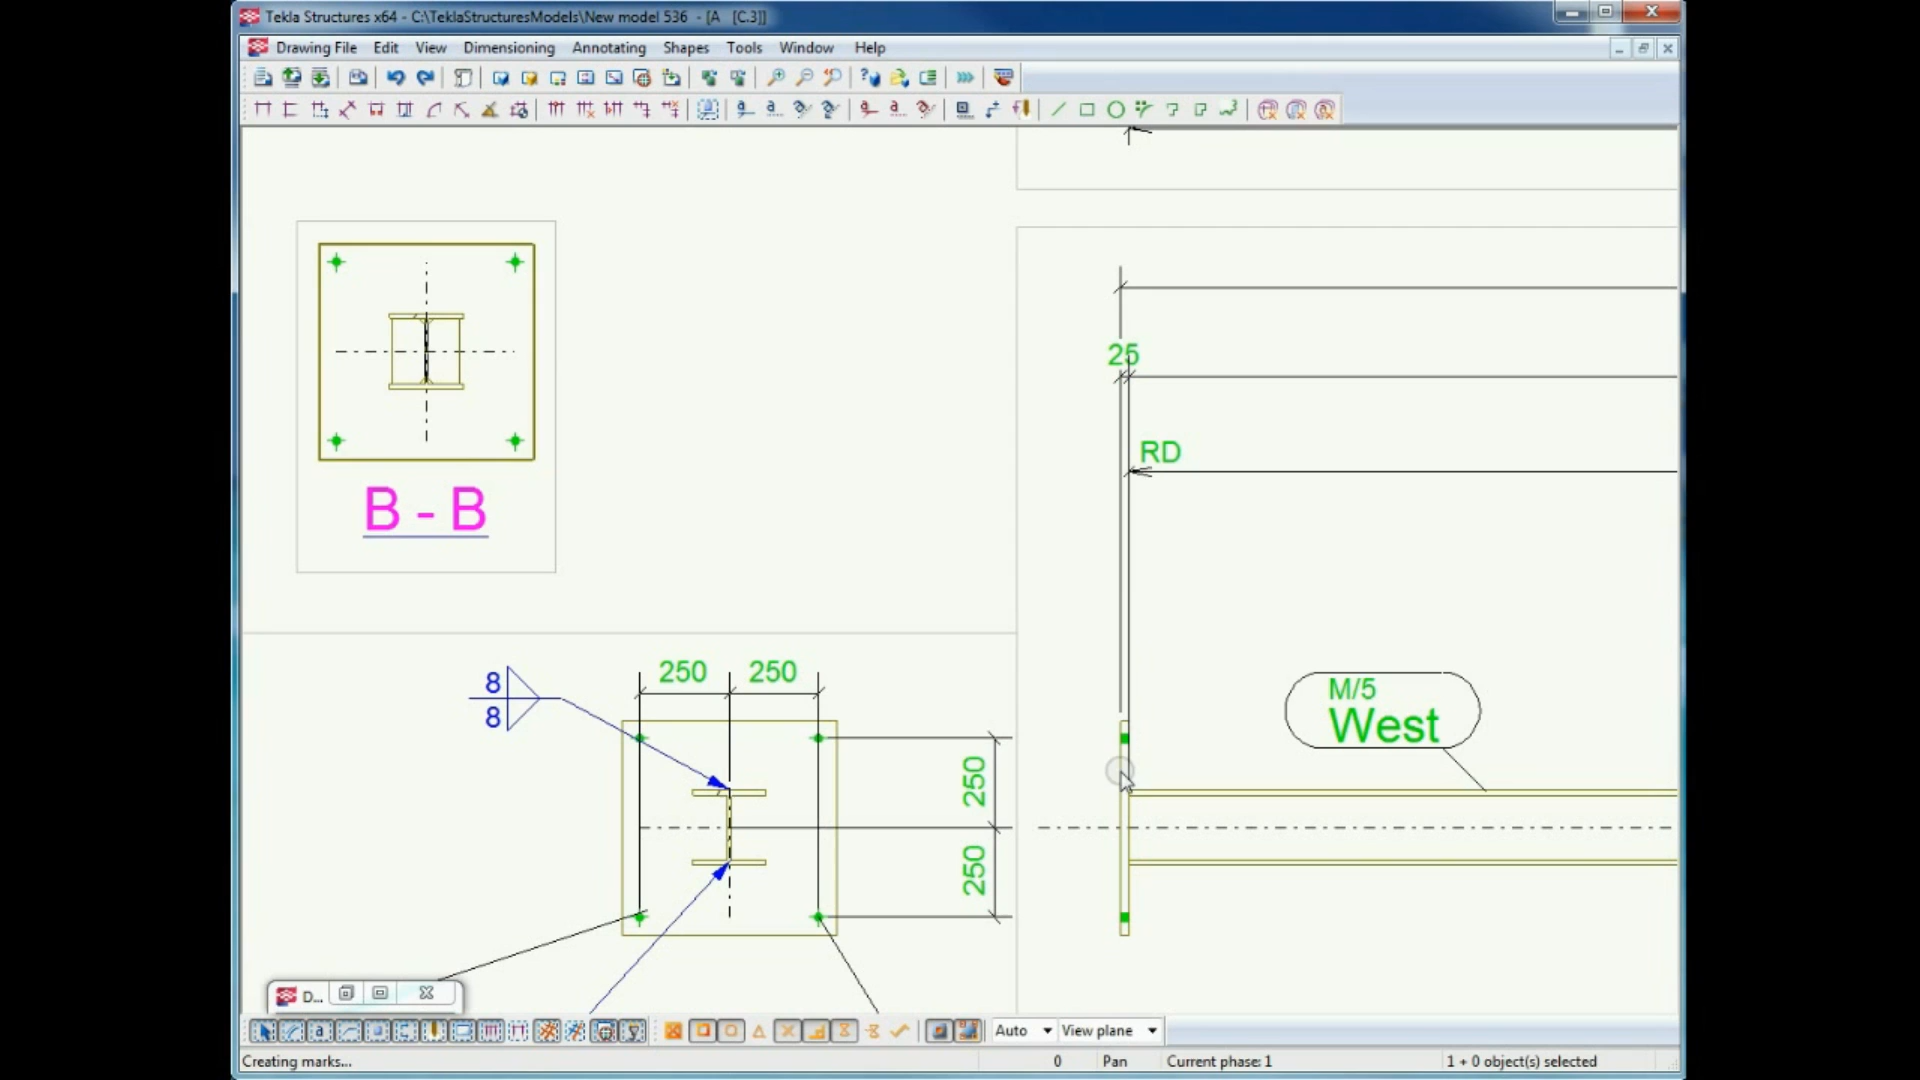 Tekla Structures x64 - C:\TeklaStructuresModels\New model 536 - [A [C.3]]
Drawing File Edit View Dimensioning Annotating Shapes Tools Window Help
25
RD
B - B
250 250
8
8
M/5
West
250
250
D...
Auto View plane
Creating marks... 0 Pan Current phase: 1 1 + 0 object(s) selected